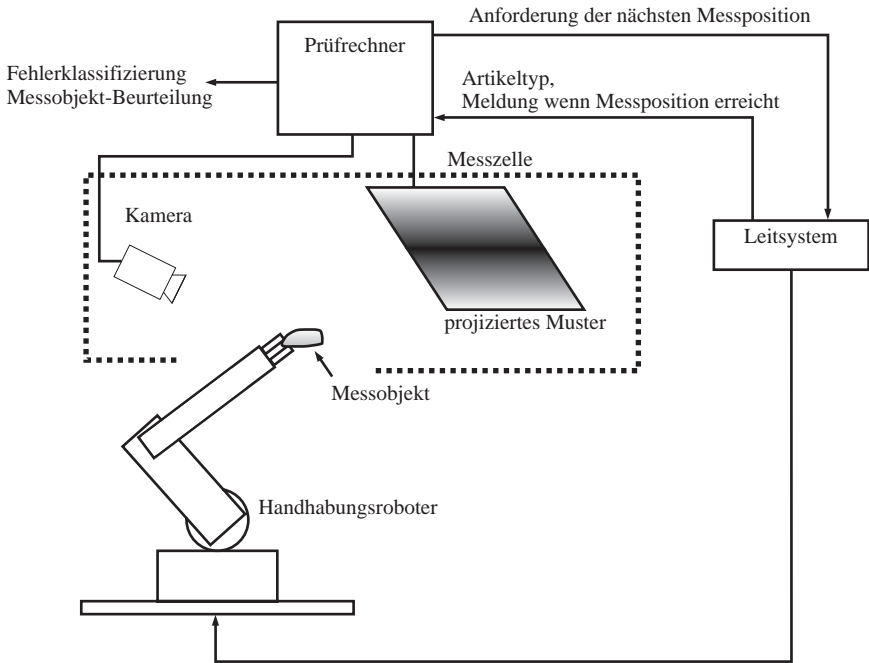 Anforderung der nächsten Messposition
Prüfrechner
Fehlerklassifizierung
Messobjekt-Beurteilung
Artikeltyp,
Meldung wenn Messposition erreicht
Messzelle
Kamera
Leitsystem
projiziertes Muster
Messobjekt
Handhabungsroboter